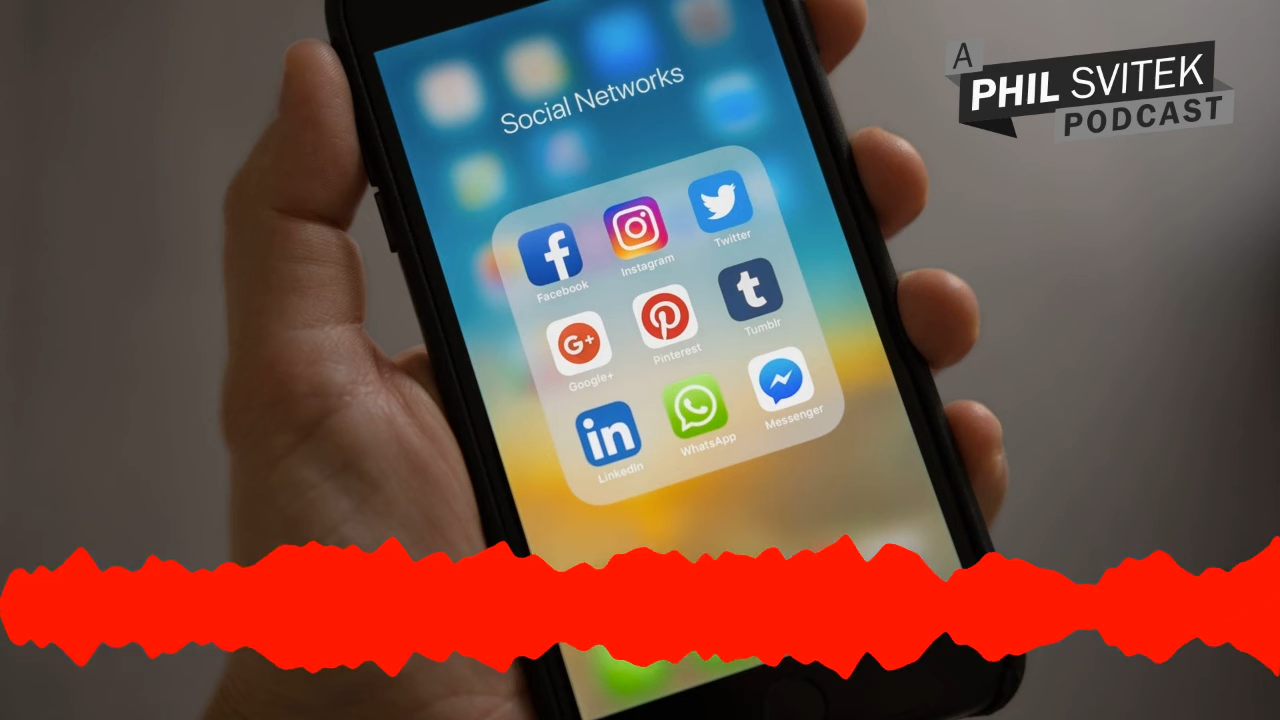 A
PHIL SVITEK
PODCAST
Social Networks
Facebook
Instagram
Twitter
Google+
Pinterest
Tumblr
LinkedIn
WhatsApp
Messenger